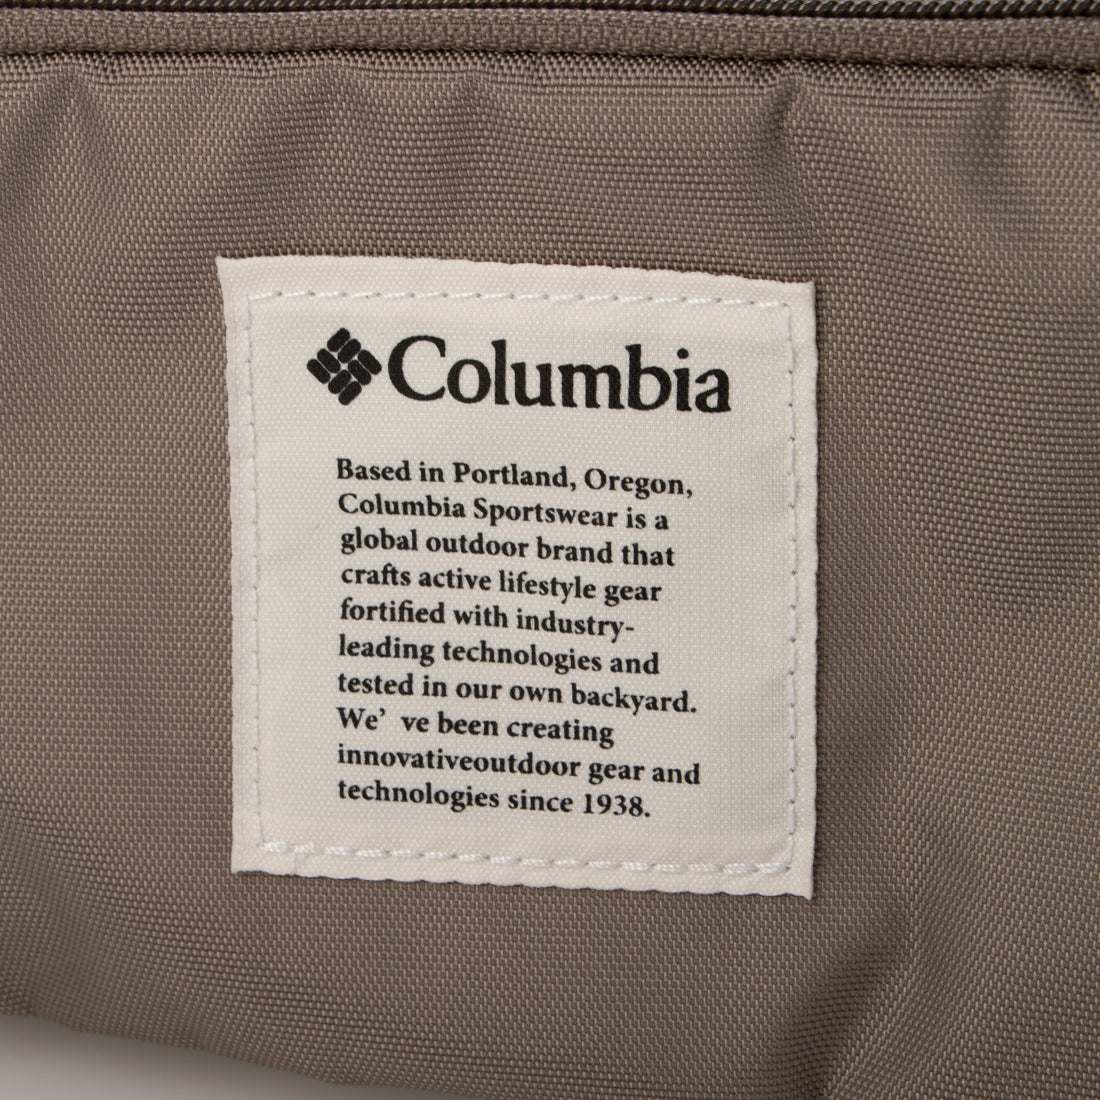 Columbia
Based in Portland, Oregon,
Columbia Sportswear is a
global outdoor brand that
crafts active lifestyle gear
fortified with industry-
leading technologies and
tested in our own backyard.
We’ ve been creating
innovativeoutdoor gear and
technologies since 1938.